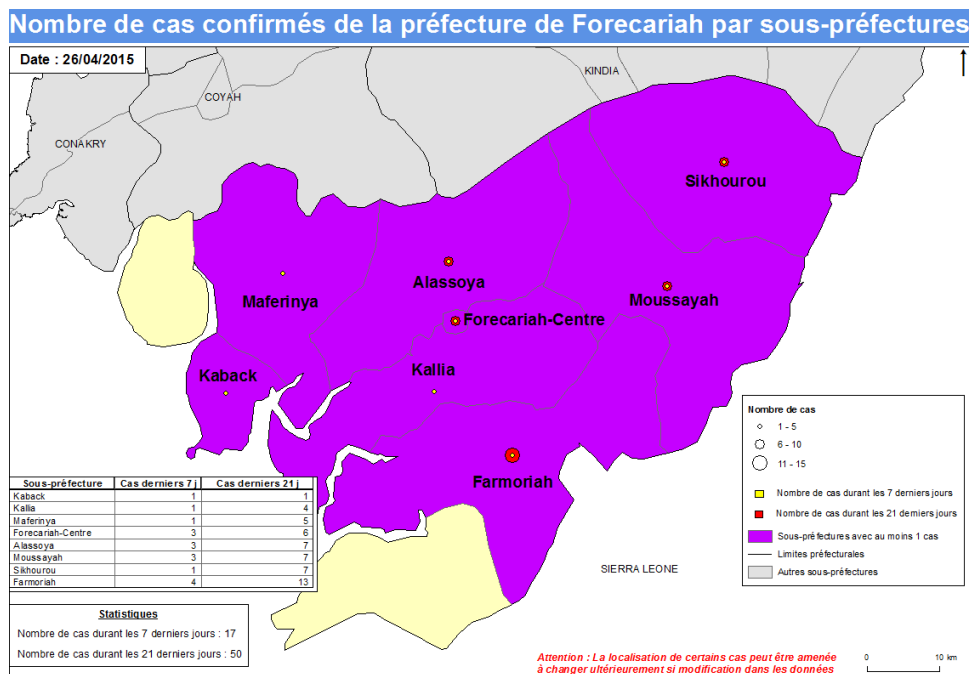 Nombre de cas confirmés de la préfecture de Forecariah par sous-préfectures
Date : 26/04/2015
KINDIA
COYAH
CONAKRY
Sikhourou
Alassoya
Maferinya
Moussayah
Forecariah-Centre
Kaback
Kallia
Farmoriah
SIERRA LEONE
Nombre de cas
1 - 5
6 - 10
11 - 15
Nombre de cas durant les 7 derniers jours
Nombre de cas durant les 21 derniers jours
Sous-préfectures avec au moins 1 cas
Limites préfecturales
Autres sous-préfectures
Sous-préfecture Cas derniers 7 j Cas derniers 21 j
Kaback 1 1
Kallia 1 4
Maferinya 1 5
Forecariah-Centre 3 6
Alassoya 3 7
Moussayah 3 7
Sikhourou 1 7
Farmoriah 4 13
Statistiques
Nombre de cas durant les 7 derniers jours : 17
Nombre de cas durant les 21 derniers jours : 50
Attention : La localisation de certains cas peut être amenée
à changer ultérieurement si modification dans les données
0 10 km